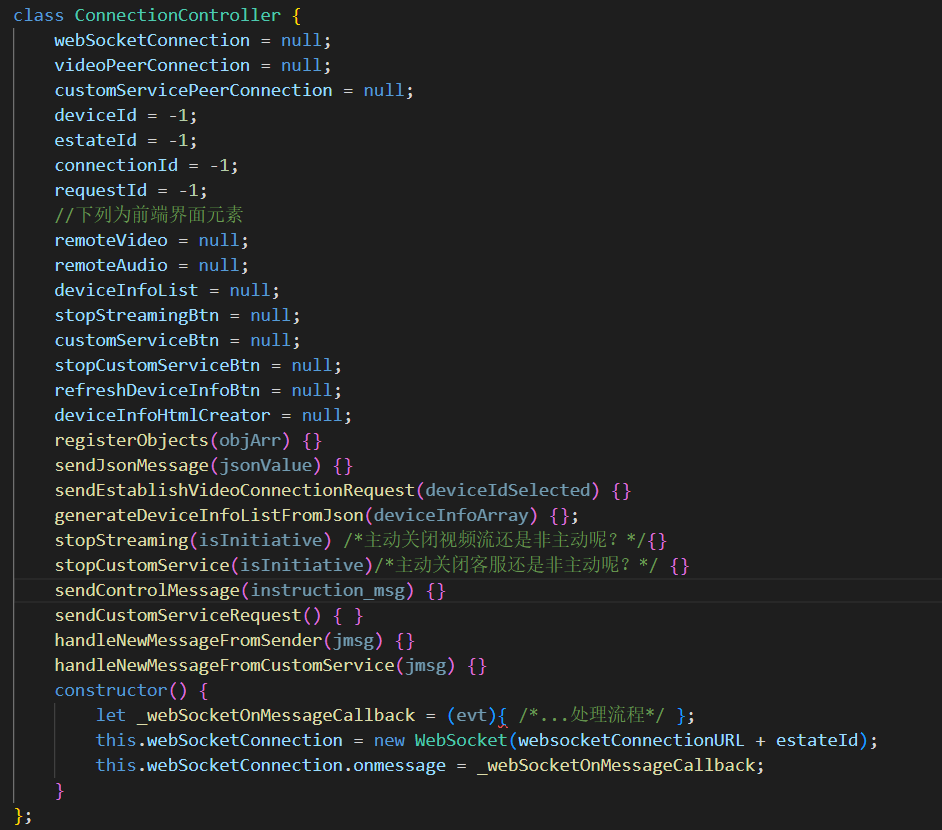 class ConnectionController {
    webSocketConnection = null;
    videoPeerConnection = null;
    customServicePeerConnection = null;
    deviceId = -1;
    estateId = -1;
    connectionId = -1;
    requestId = -1;
    //下列为前端界面元素
    remoteVideo = null;
    remoteAudio = null;
    deviceInfoList = null;
    stopStreamingBtn = null;
    customServiceBtn = null;
    stopCustomServiceBtn = null;
    refreshDeviceInfoBtn = null;
    deviceInfoHtmlCreator = null;
    registerObjects(objArr) {}
    sendJsonMessage(jsonValue) {}
    sendEstablishVideoConnectionRequest(deviceIdSelected) {}
    generateDeviceInfoListFromJson(deviceInfoArray) {};
    stopStreaming(isInitiative) /*主动关闭视频流还是非主动呢？*/{}
    stopCustomService(isInitiative)/*主动关闭客服还是非主动呢？*/ {}
    sendControlMessage(instruction_msg) {}
    sendCustomServiceRequest() { }
    handleNewMessageFromSender(jmsg) {}
    handleNewMessageFromCustomService(jmsg) {}
    constructor() {
        let _webSocketOnMessageCallback = (evt){ /*...处理流程*/ };
        this.webSocketConnection = new WebSocket(websocketConnectionURL + estateId);
        this.webSocketConnection.onmessage = _webSocketOnMessageCallback;
    }
};